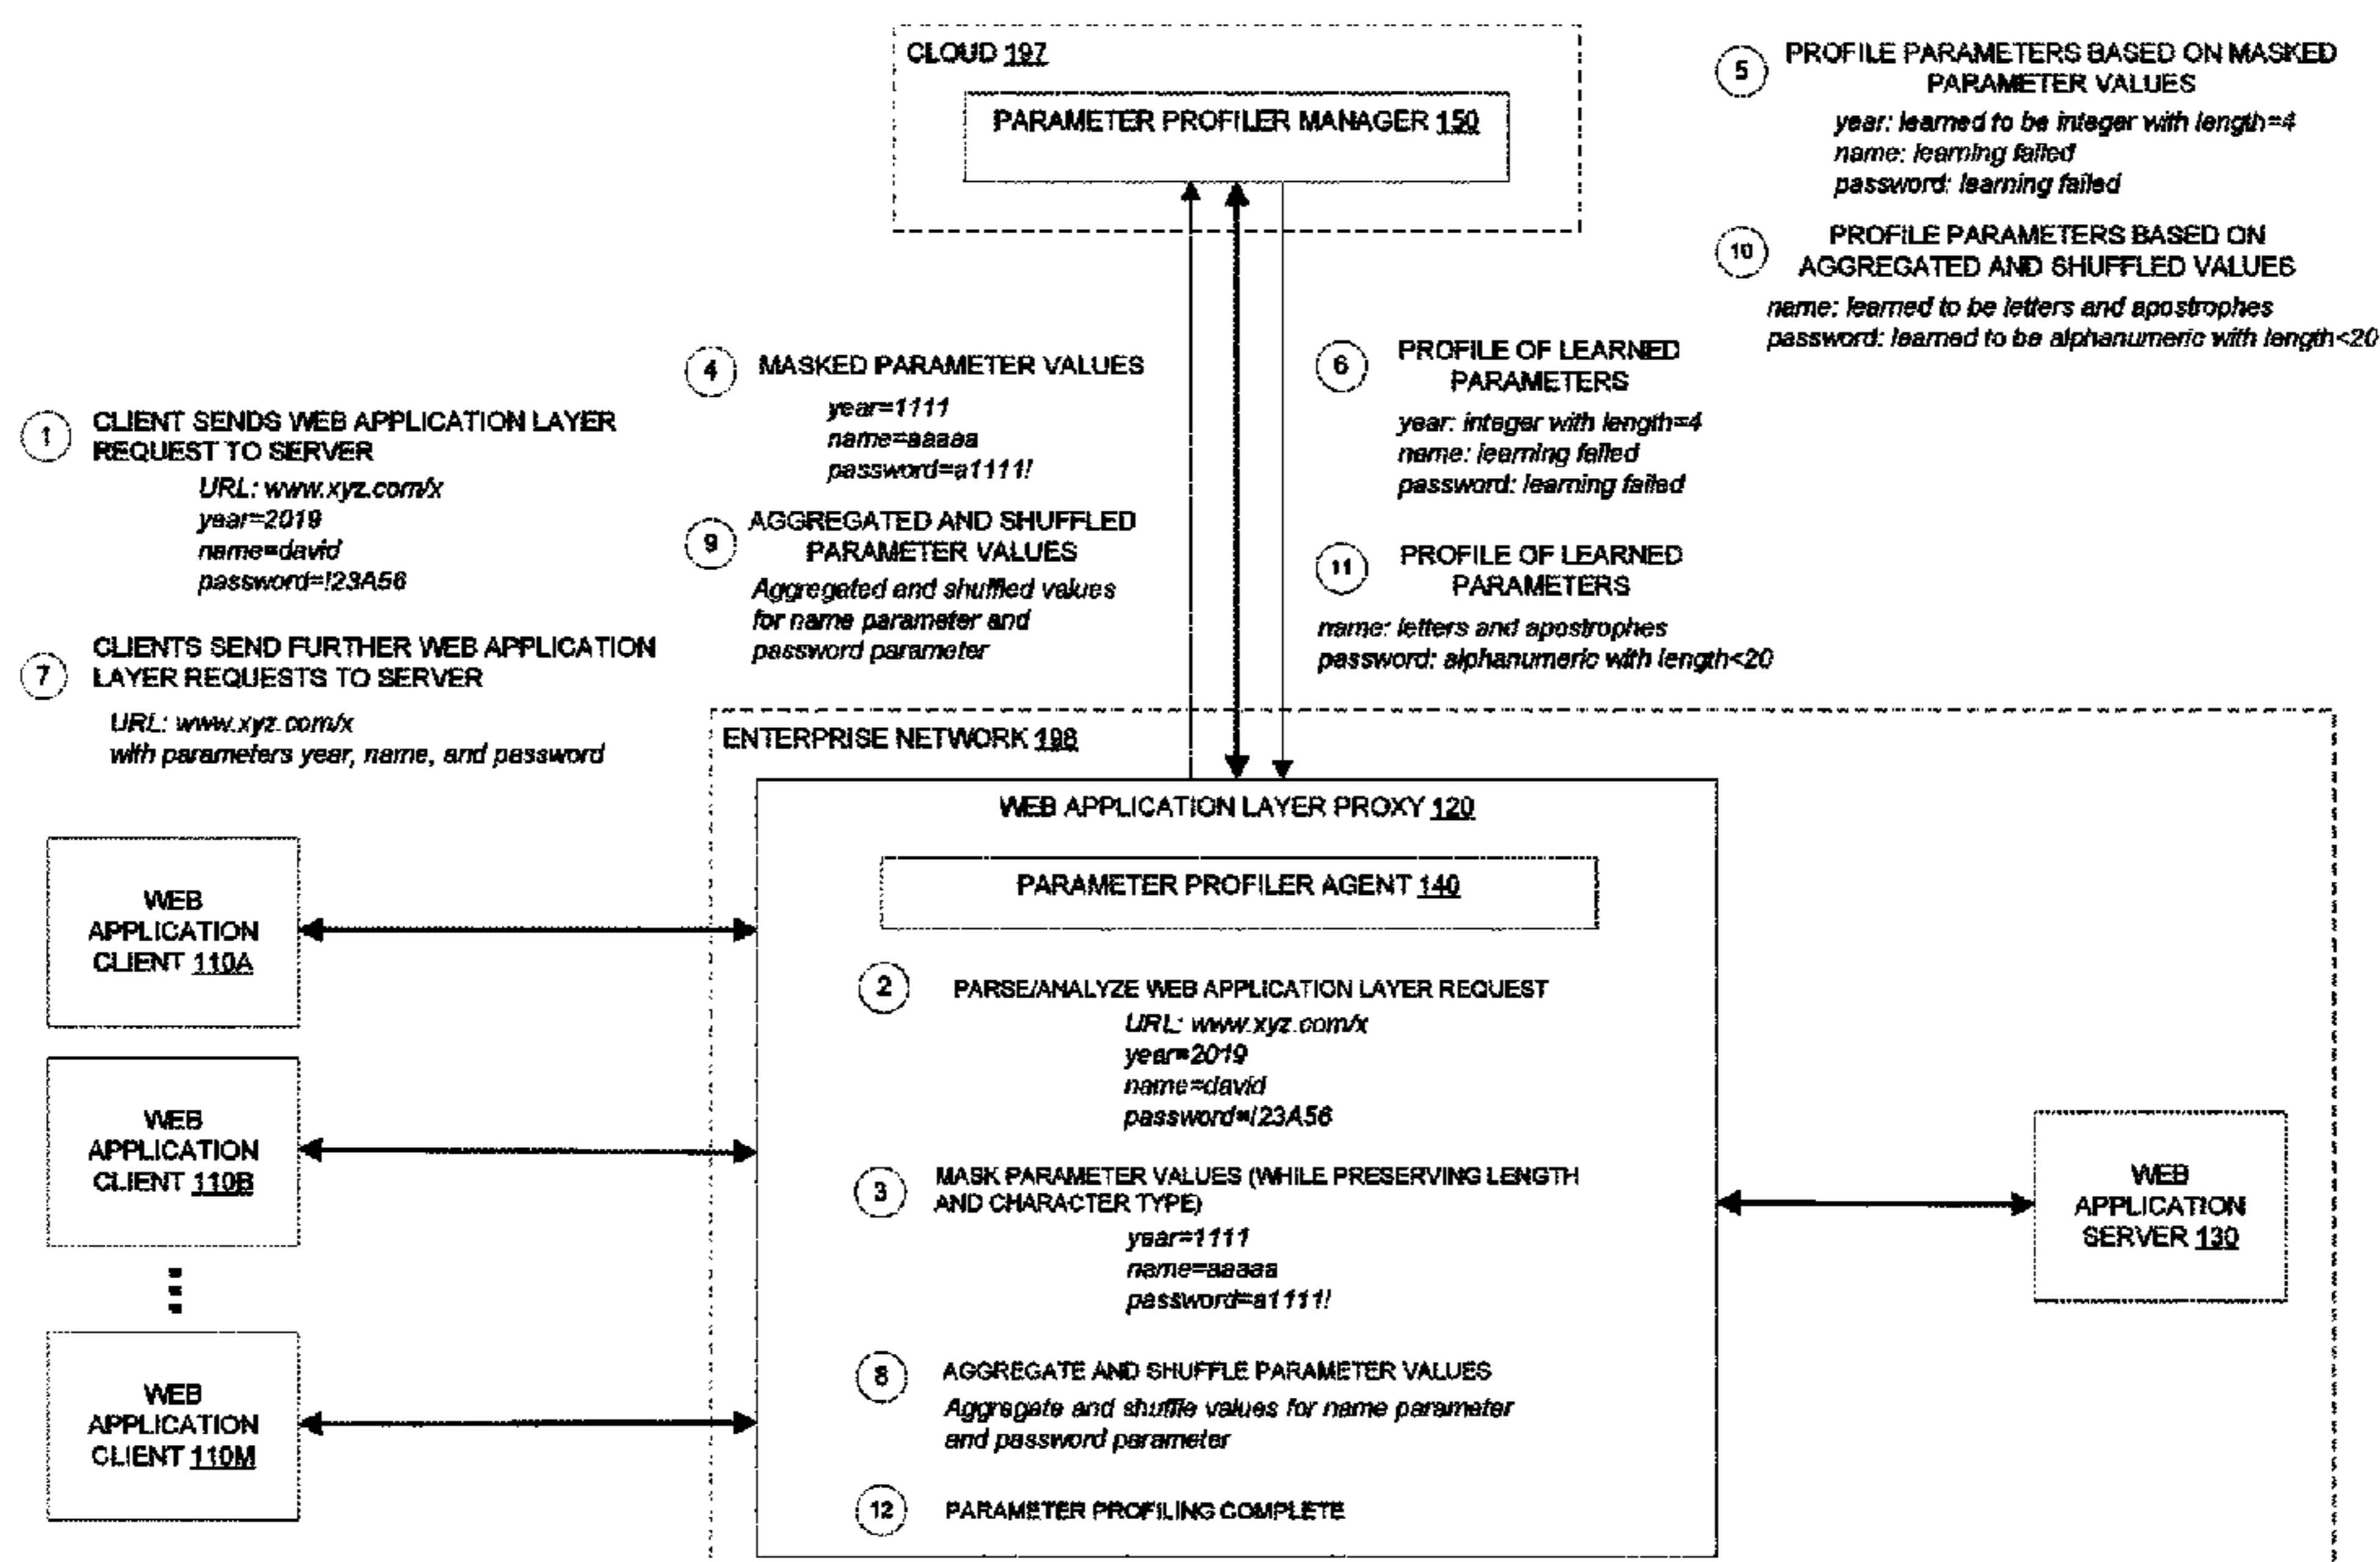 CLOUD 197
PARAMETER PROFILER MANAGER 150
5
PROFILE PARAMETERS BASED ON MASKED
PARAMETER VALUES
year: learned to be integer with length=4
name: learning failed
password: learning failed
10
PROFILE PARAMETERS BASED ON
AGGREGATED AND SHUFFLED VALUES
name: learned to be letters and apostrophes
password: learned to be alphanumeric with length<20
4
MASKED PARAMETER VALUES
year=1111
name=aaaaa
password=a1111!
9
AGGREGATED AND SHUFFLED
PARAMETER VALUES
Aggregated and shuffled values
for name parameter and
password parameter
6
PROFILE OF LEARNED
PARAMETERS
year: integer with length=4
name: learning failed
password: learning failed
11
PROFILE OF LEARNED
PARAMETERS
name: letters and apostrophes
password: alphanumeric with length<20
1
CLIENT SENDS WEB APPLICATION LAYER
REQUEST TO SERVER
URL: www.xyz.com/x
year=2019
name=david
password=!23A56
7
CLIENTS SEND FURTHER WEB APPLICATION
LAYER REQUESTS TO SERVER
URL: www.xyz.com/x
with parameters year, name, and password
ENTERPRISE NETWORK 198
WEB APPLICATION LAYER PROXY 120
PARAMETER PROFILER AGENT 140
2
PARSE/ANALYZE WEB APPLICATION LAYER REQUEST
URL: www.xyz.com/x
year=2019
name=david
password=!23A56
3
MASK PARAMETER VALUES (WHILE PRESERVING LENGTH
AND CHARACTER TYPE)
year=1111
name=aaaaa
password=a1111!
8
AGGREGATE AND SHUFFLE PARAMETER VALUES
Aggregate and shuffle values for name parameter
and password parameter
12
PARAMETER PROFILING COMPLETE
WEB
APPLICATION
CLIENT 110A
WEB
APPLICATION
CLIENT 110B
WEB
APPLICATION
CLIENT 110M
WEB
APPLICATION
SERVER 130